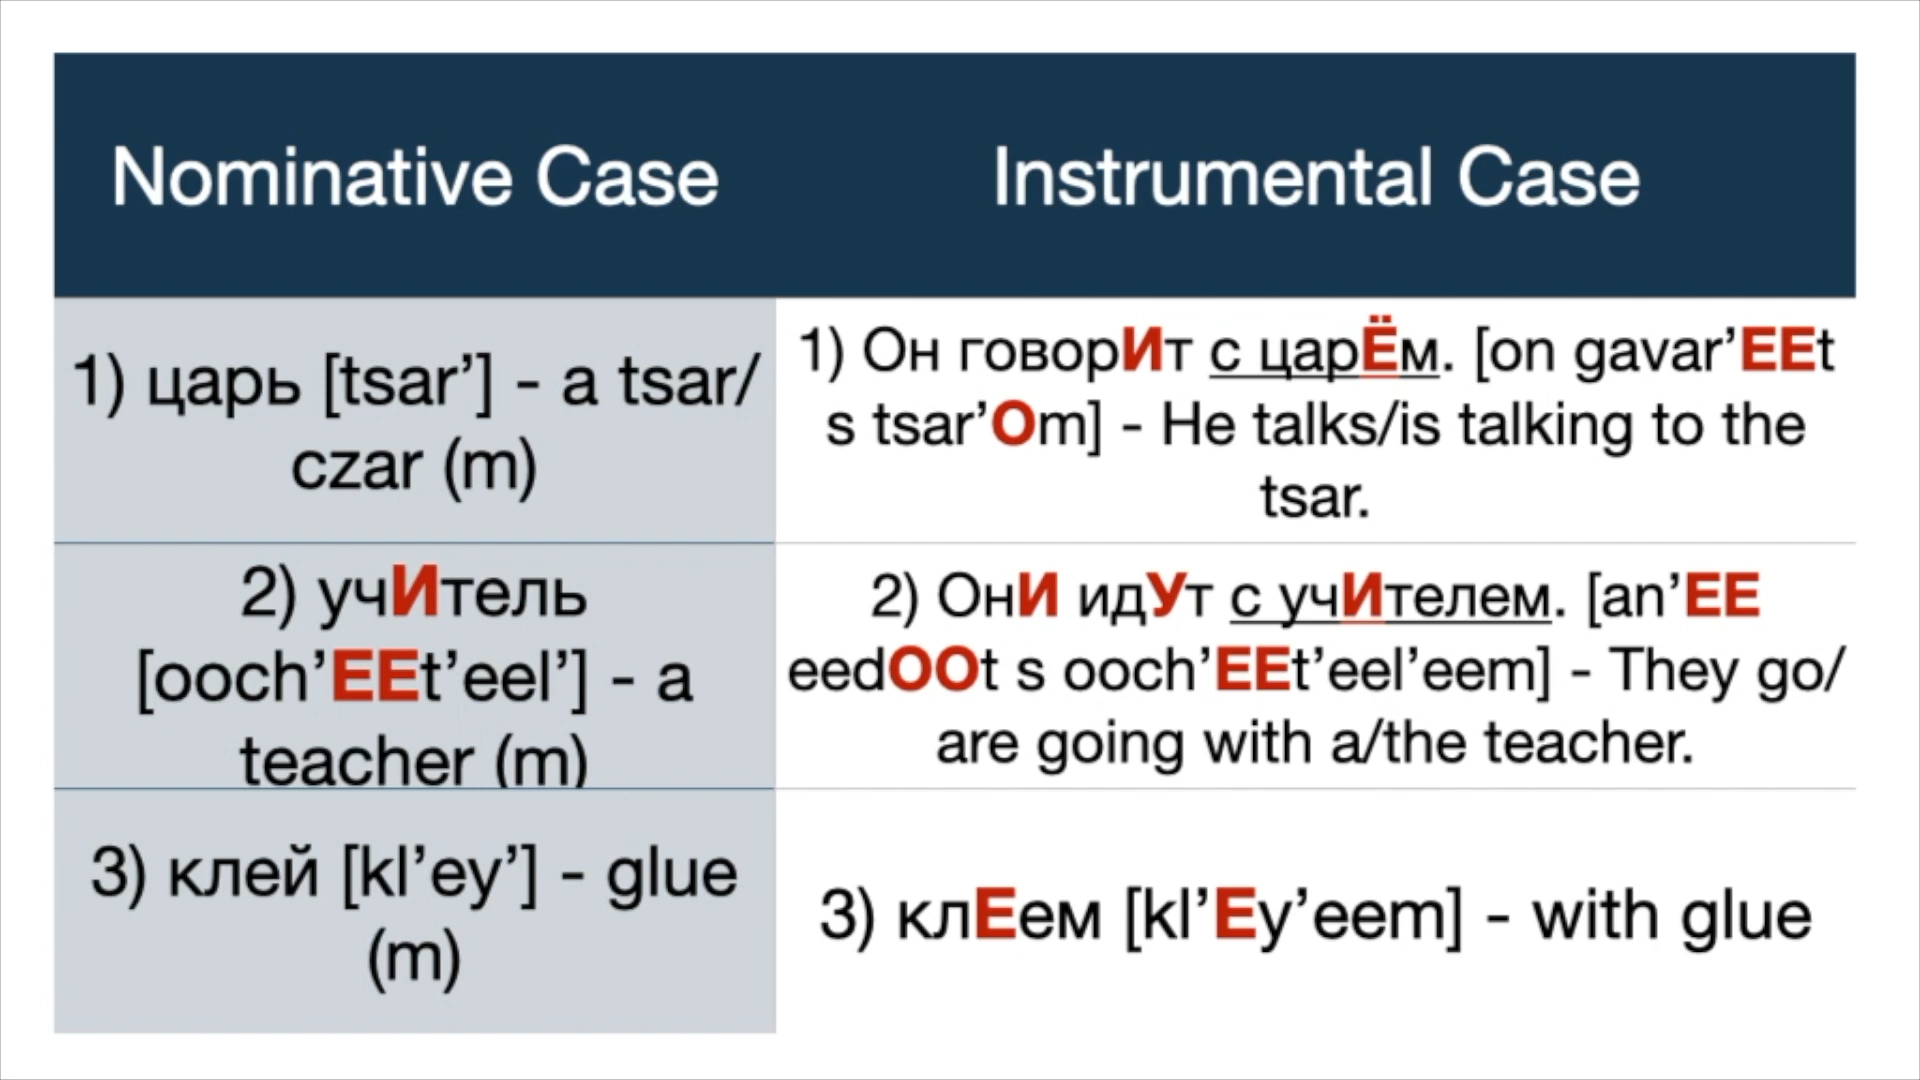 Nominative Case
Instrumental Case
1) царь [tsar’] - a tsar/
czar (m)
1) Он говорИт с царЁм. [on gavar’EEt
s tsar’Om] - He talks/is talking to the
tsar.
2) учИтель
[ooch’EEt’eel’] - a
teacher (m)
2) ОнИ идУт с учИтелем. [an’EE
eedOOt s ooch’EEt’eel’eem] - They go/
are going with a/the teacher.
3) клей [kl’ey’] - glue
(m)
3) клЕем [kl’Ey’eem] - with glue